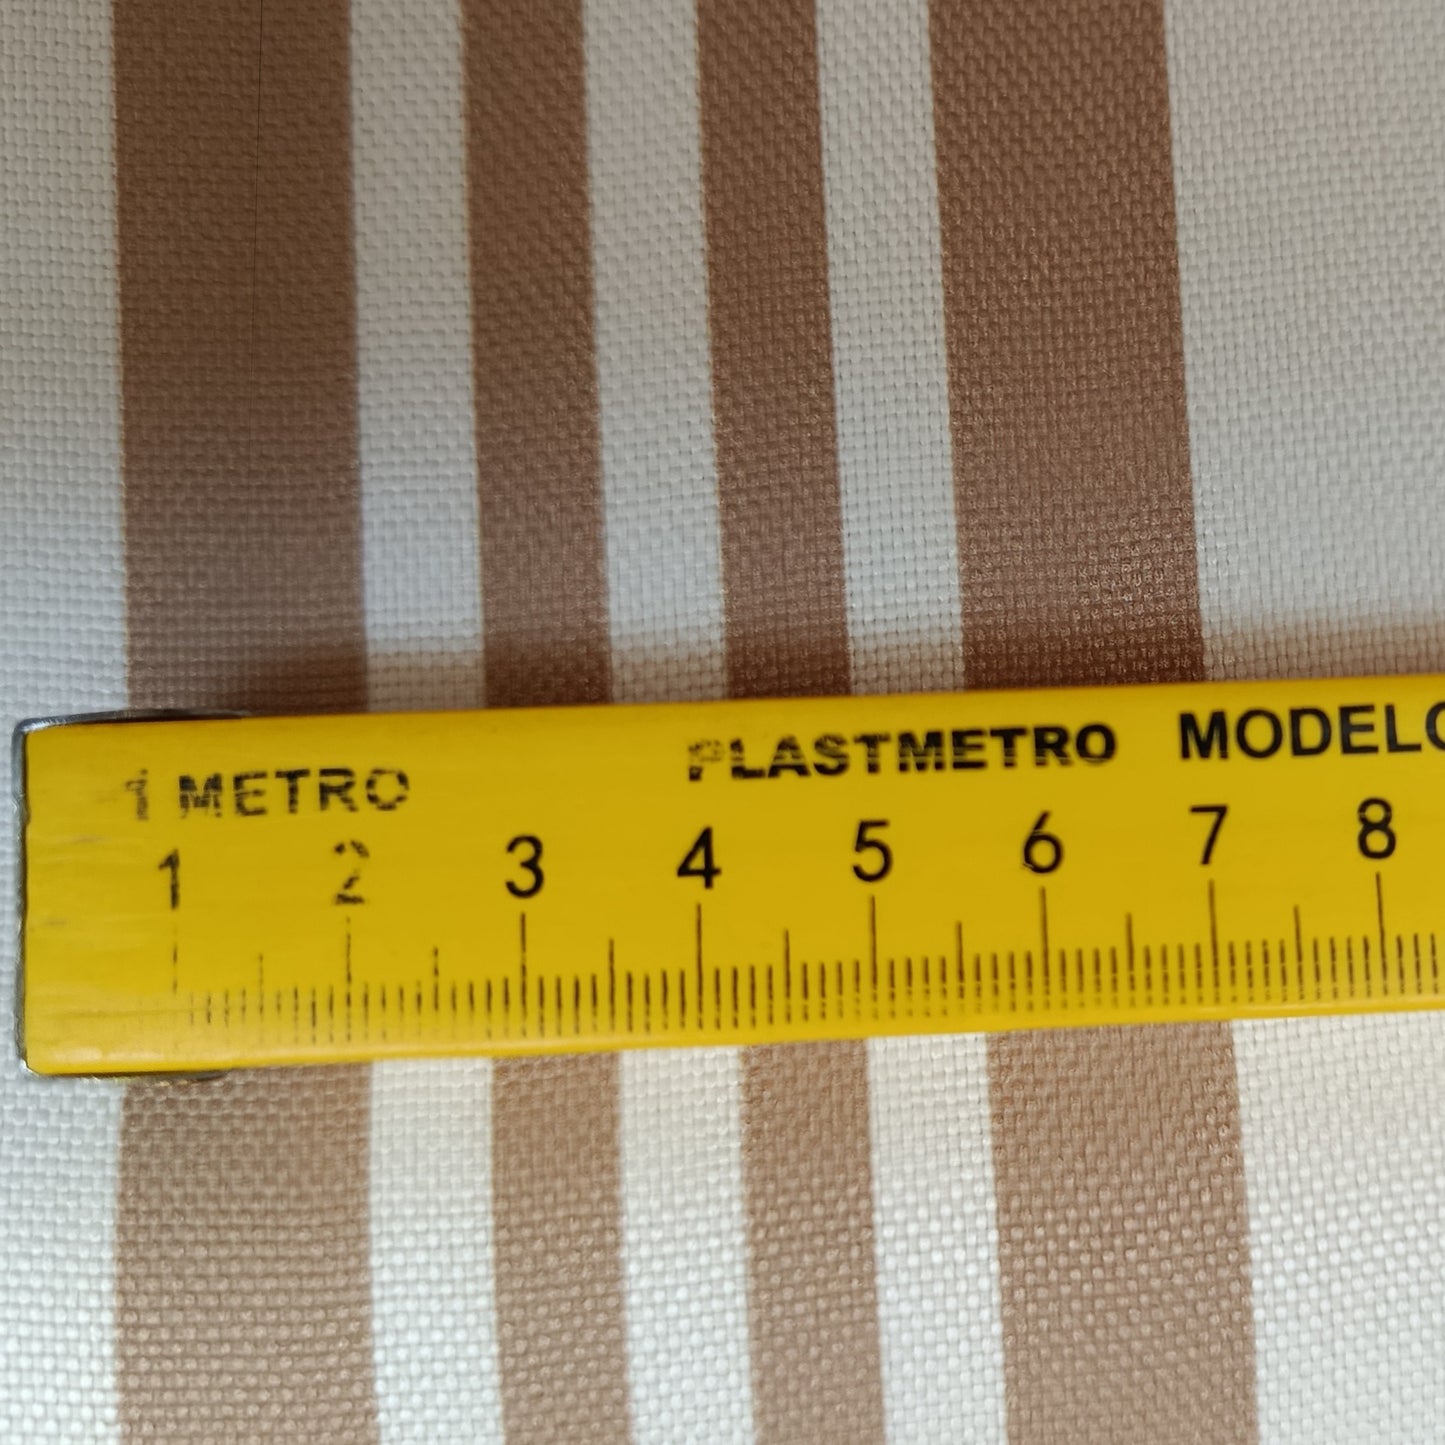 1 METRO PLASTMETRO MODELO
1 2 3 4 5 6 7 8